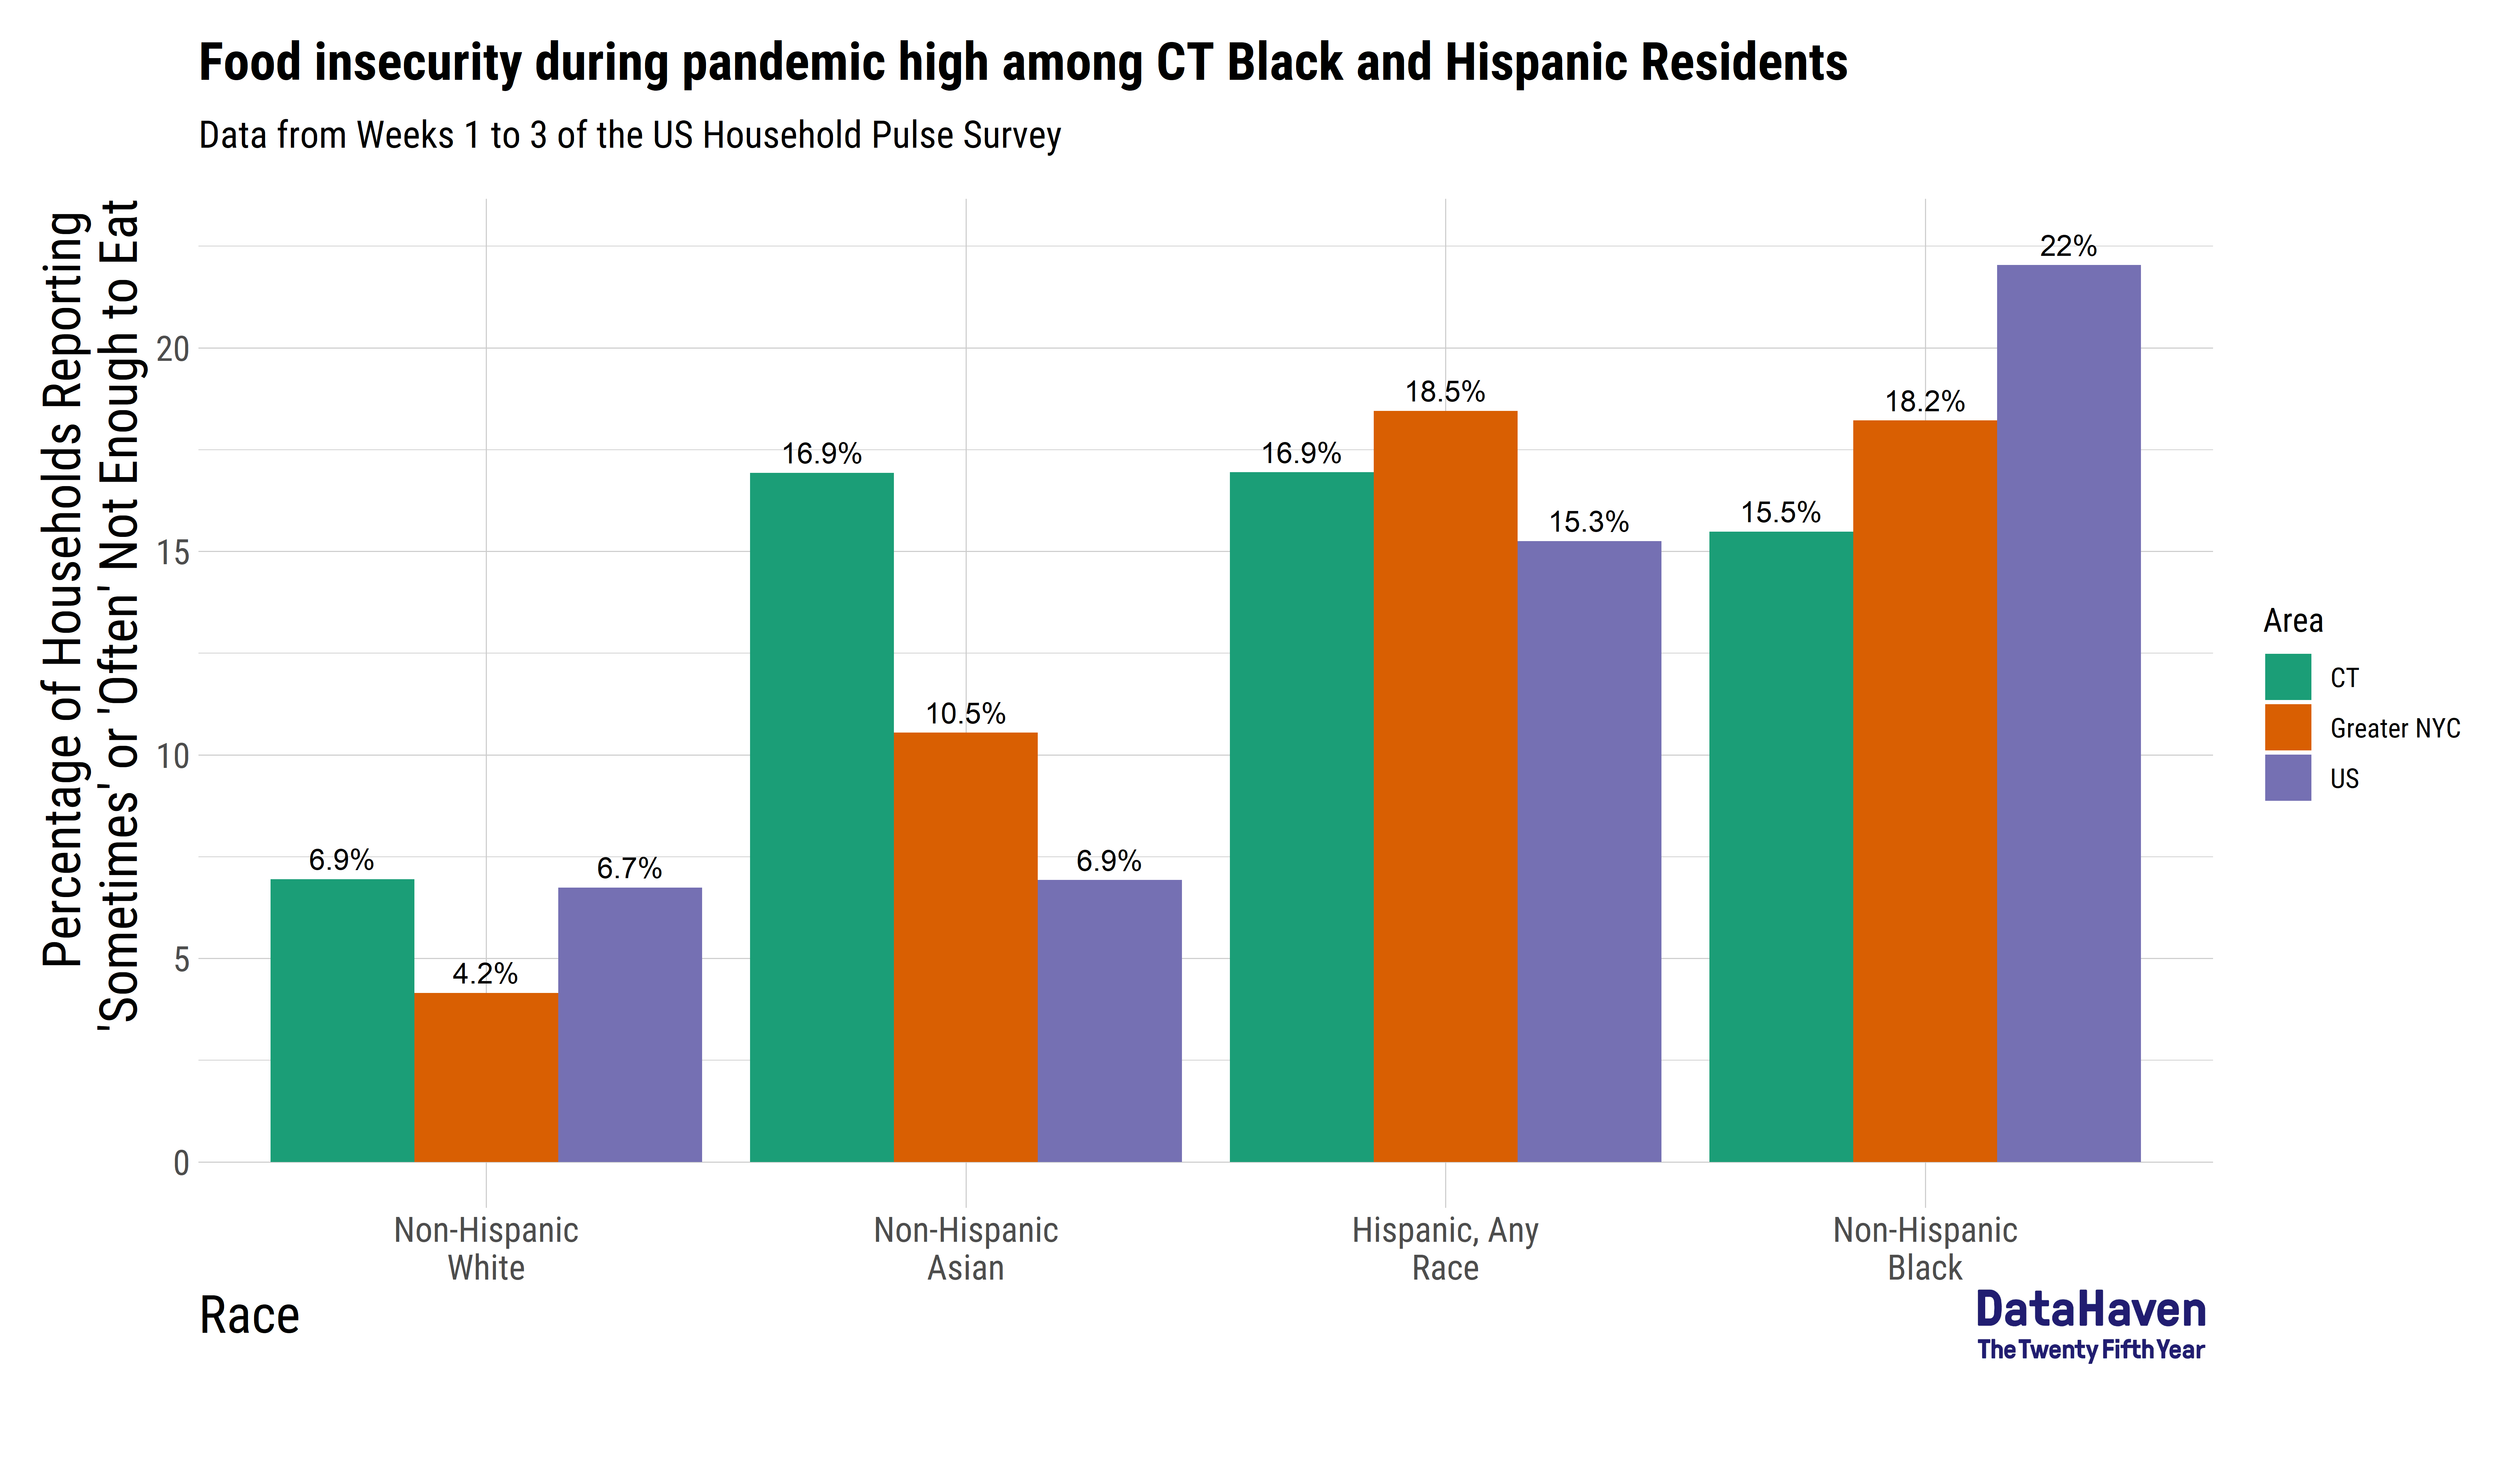 Food insecurity during pandemic high among CT Black and Hispanic Residents
Data from Weeks 1 to 3 of the US Household Pulse Survey
Percentage of Households Reporting
'Sometimes' or 'Often' Not Enough to Eat
20
15
10
5
0
6.9%
4.2%
6.7%
16.9%
10.5%
6.9%
16.9%
18.5%
15.3%
15.5%
18.2%
22%
Non-Hispanic
White
Non-Hispanic
Asian
Hispanic, Any
Race
Non-Hispanic
Black
Race
Area
CT
Greater NYC
US
DataHaven
The Twenty Fifth Year